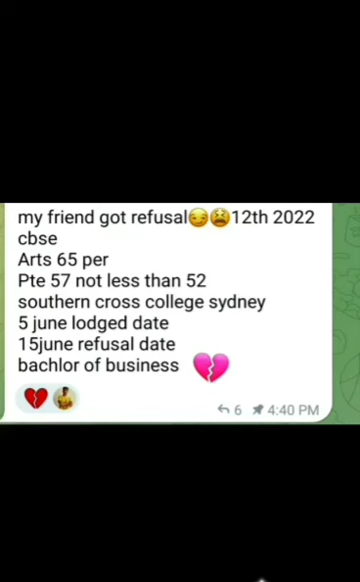 my friend got refusal😏😫12th 2022
cbse
Arts 65 per
Pte 57 not less than 52
southern cross college sydney
5 june lodged date
15june refusal date
bachlor of business 💔
6 4:40 PM